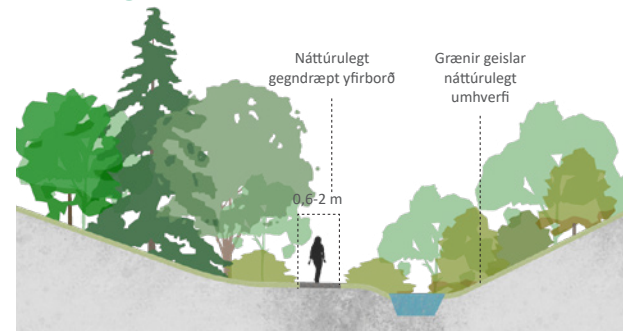 Náttúrulegt
gegndræpt yfirborð
Grænir geislar
náttúrulegt
umhverfi
0,6-2 m